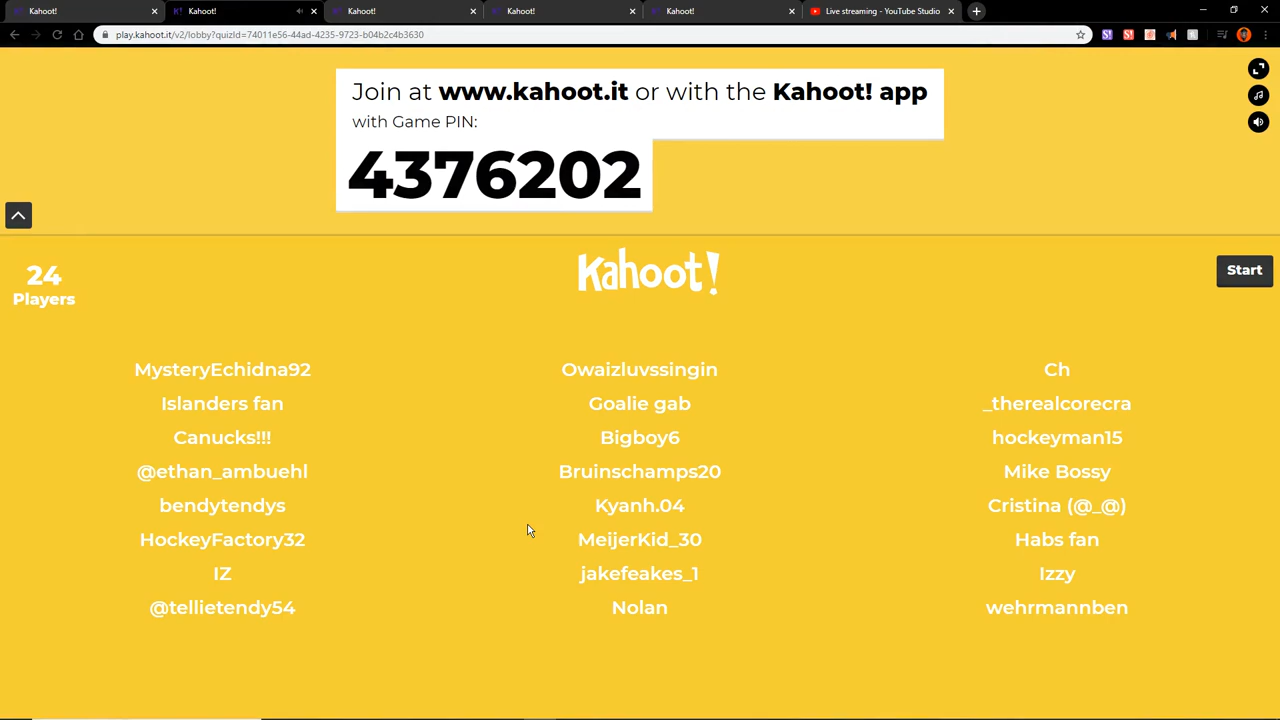 Kahoot!
Kahoot!
Kahoot!
Kahoot!
Kahoot!
Live streaming - YouTube Studio
play.kahoot.it/v2/lobby?quizId=74011e56-44ad-4235-9723-b04b2c4b3630
Join at www.kahoot.it or with the Kahoot! app
with Game PIN:
4376202
24
Players
Kahoot!
Start
MysteryEchidna92
Owaizluvssingin
Ch
Islanders fan
Goalie gab
_therealcorecra
Canucks!!!
Bigboy6
hockeyman15
@ethan_ambuehl
Bruinschamps20
Mike Bossy
bendytendys
Kyanh.04
Cristina (@_@)
HockeyFactory32
MeijerKid_30
Habs fan
IZ
jakefeakes_1
Izzy
@tellietendy54
Nolan
wehrmannben